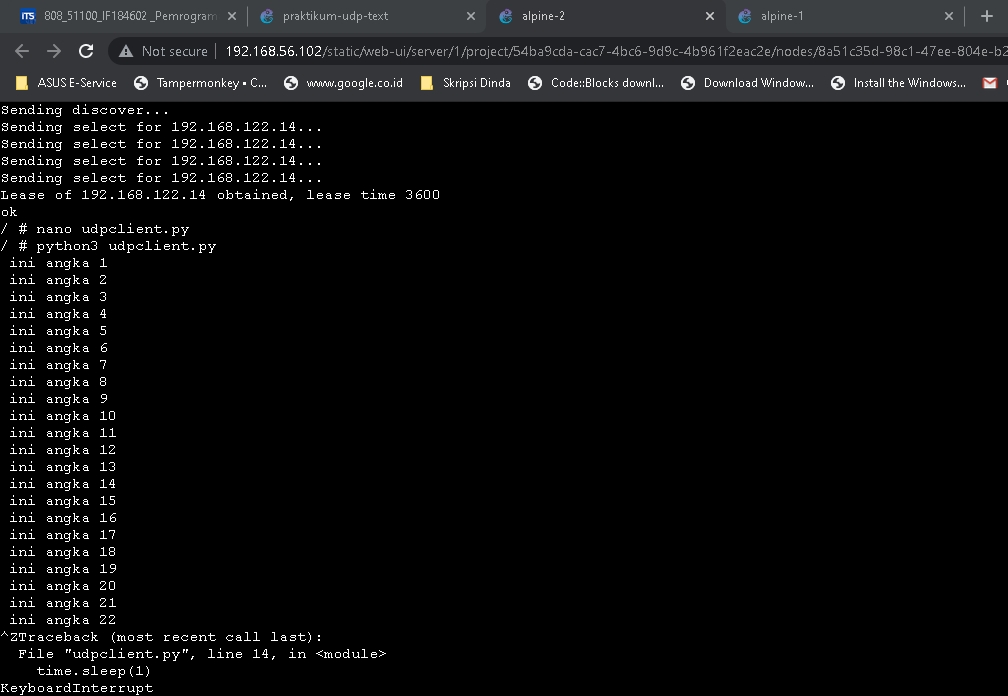 ITS 808_51100_IF184602_Pemrogram
praktikum-udp-text
alpine-2
alpine-1
Not secure
192.168.56.102/static/web-ui/server/1/project/54ba9cda-cac7-4bc6-9d9c-4b961f2eac2e/nodes/8a51c35d-98c1-47ee-804e-b2
ASUS E-Service
Tampermonkey • C...
www.google.co.id
Skripsi Dinda
Code::Blocks downl...
Download Window...
Install the Windows...
Sending discover...
Sending select for 192.168.122.14...
Sending select for 192.168.122.14...
Sending select for 192.168.122.14...
Sending select for 192.168.122.14...
Lease of 192.168.122.14 obtained, lease time 3600
ok
/ # nano udpclient.py
/ # python3 udpclient.py
ini angka 1
ini angka 2
ini angka 3
ini angka 4
ini angka 5
ini angka 6
ini angka 7
ini angka 8
ini angka 9
ini angka 10
ini angka 11
ini angka 12
ini angka 13
ini angka 14
ini angka 15
ini angka 16
ini angka 17
ini angka 18
ini angka 19
ini angka 20
ini angka 21
ini angka 22
^ZTraceback (most recent call last):
File "udpclient.py", line 14, in <module>
time.sleep(1)
KeyboardInterrupt